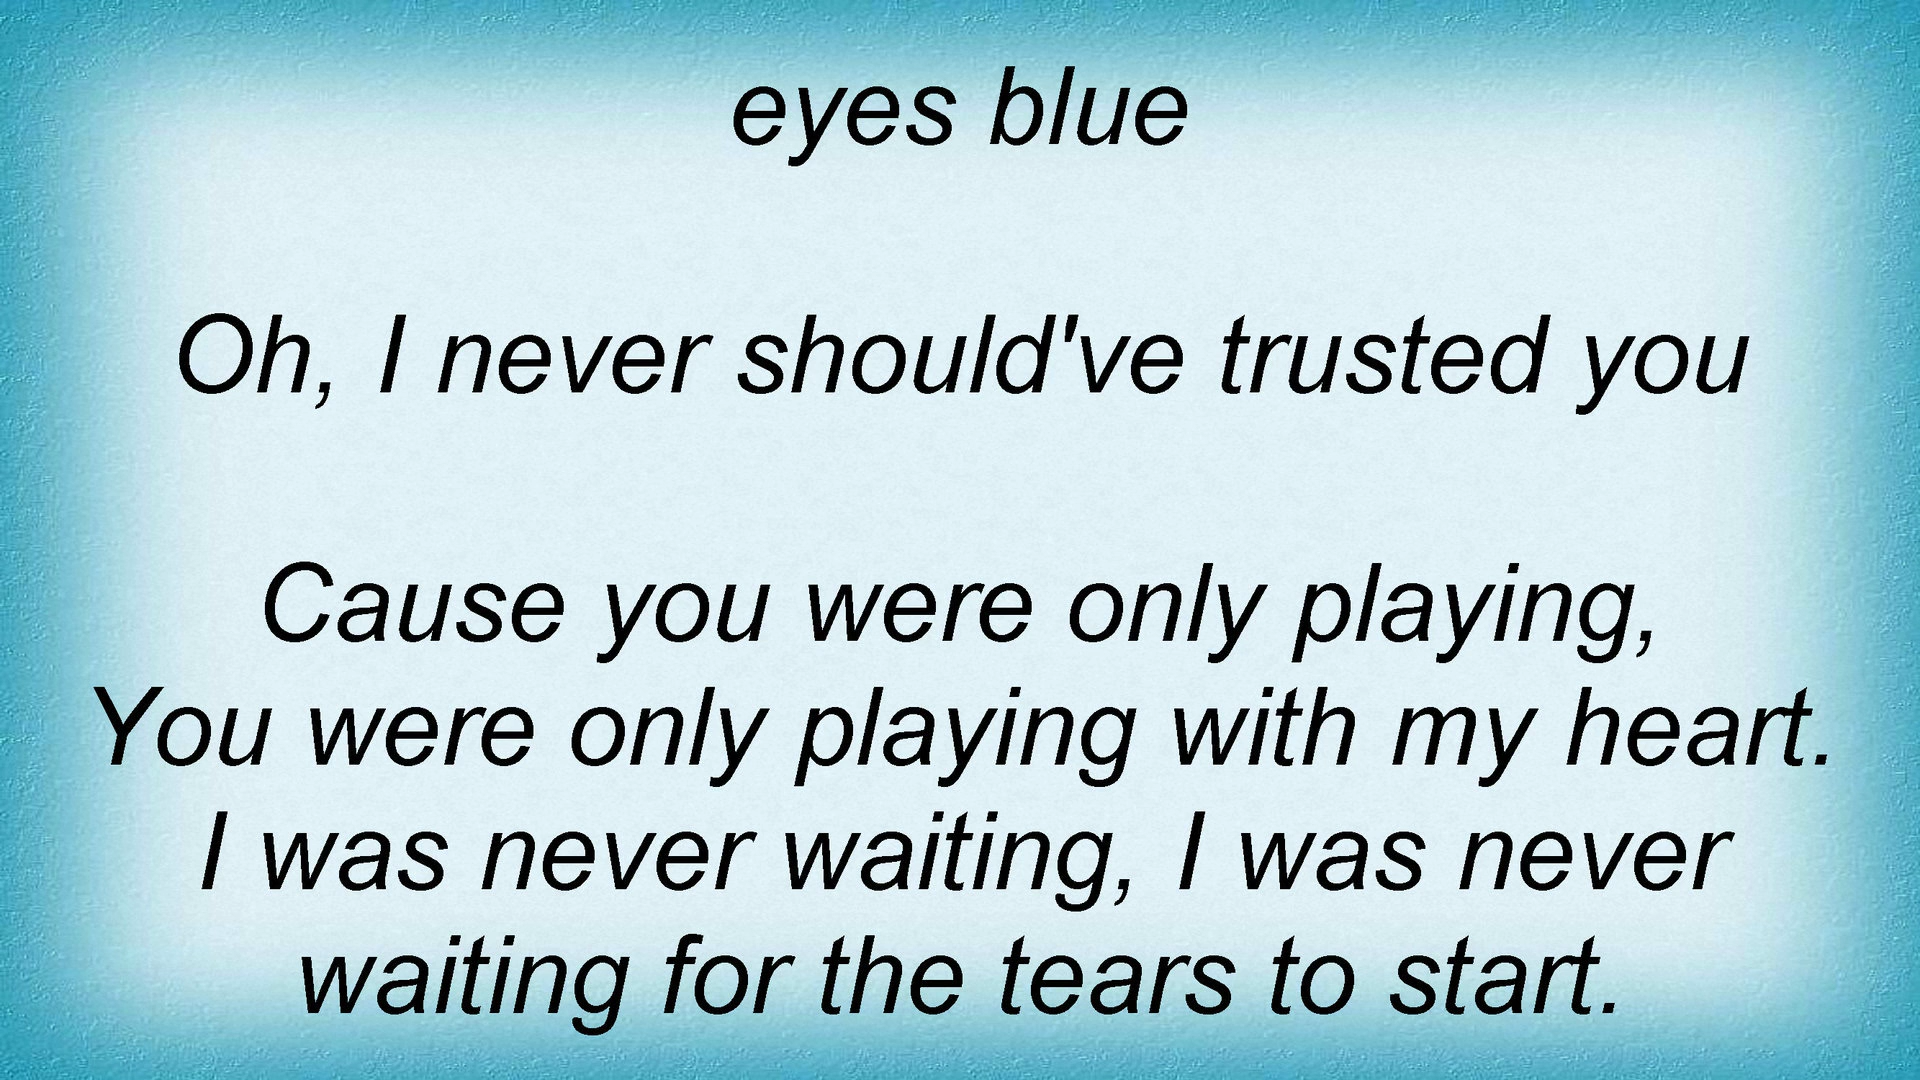 eyes blue
Oh, I never should've trusted you
Cause you were only playing,
You were only playing with my heart.
I was never waiting, I was never
waiting for the tears to start.